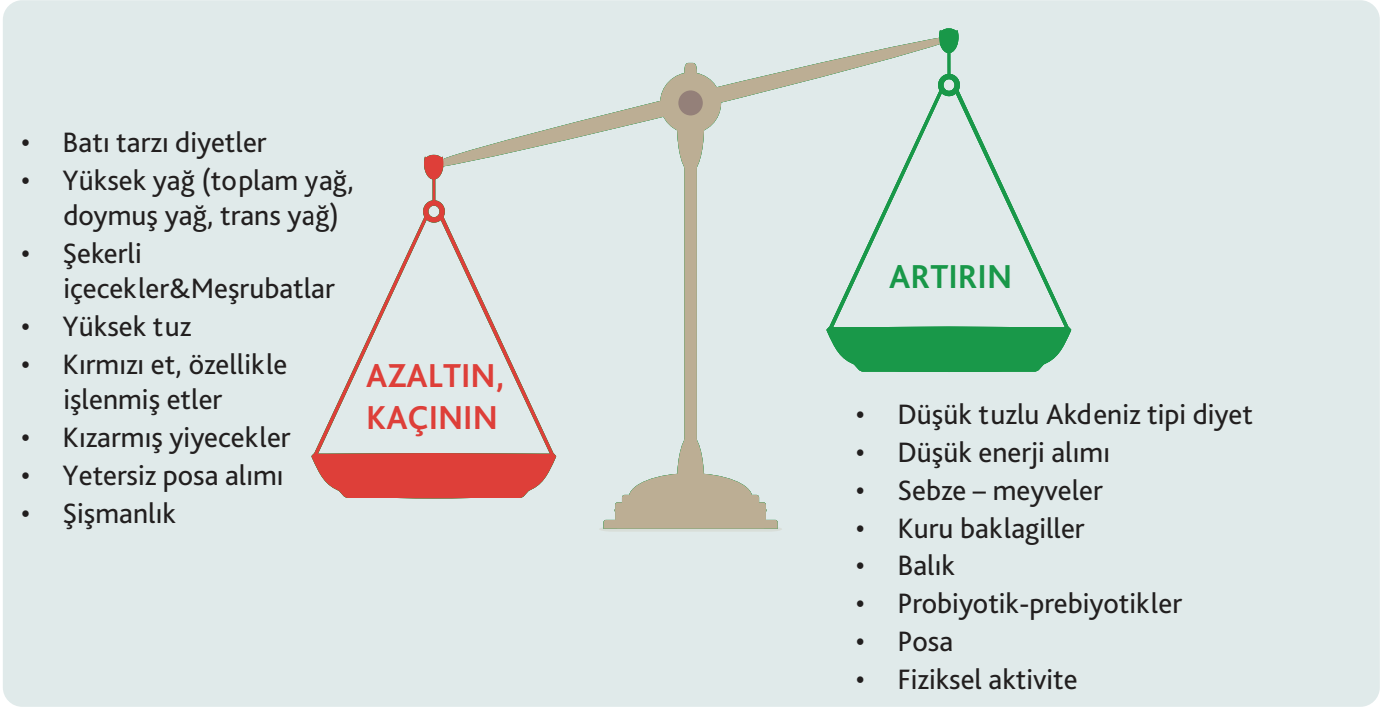 • Batı tarzı diyetler
• Yüksek yağ (toplam yağ,
doymuş yağ, trans yağ)
• Şekerli
içecekler&Meşrubatlar
• Yüksek tuz
• Kırmızı et, özellikle
işlenmiş etler
• Kızarmış yiyecekler
• Yetersiz posa alımı
• Şişmanlık
AZALTIN,
KAÇININ
ARTIRIN
• Düşük tuzlu Akdeniz tipi diyet
• Düşük enerji alımı
• Sebze – meyveler
• Kuru baklagiller
• Balık
• Probiyotik-prebiyotikler
• Posa
• Fiziksel aktivite